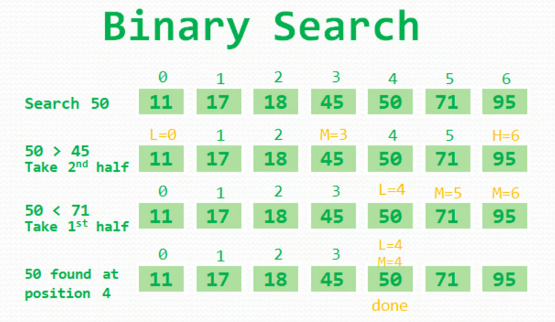 Binary Search
0 1 2 3 4 5 6
Search 50 11 17 18 45 50 71 95
L=0 1 2 M=3 4 5 H=6
50 > 45
Take 2nd half 11 17 18 45 50 71 95
0 1 2 3 L=4 M=5 M=6
50 < 71
Take 1st half 11 17 18 45 50 71 95
0 1 2 3 L=4
M=4
50 found at
position 4 11 17 18 45 50 71 95
done